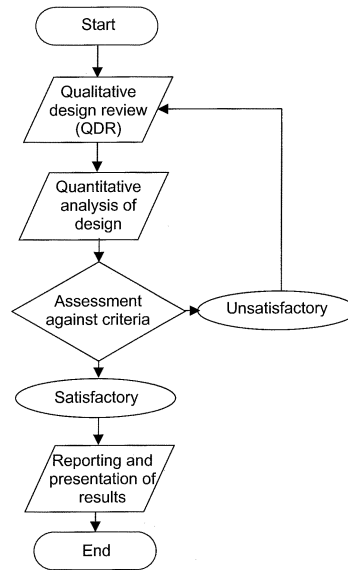 Start
Qualitative
design review
(QDR)
Quantitative
analysis of
design
Assessment
against criteria
Unsatisfactory
Satisfactory
Reporting and
presentation of
results
End